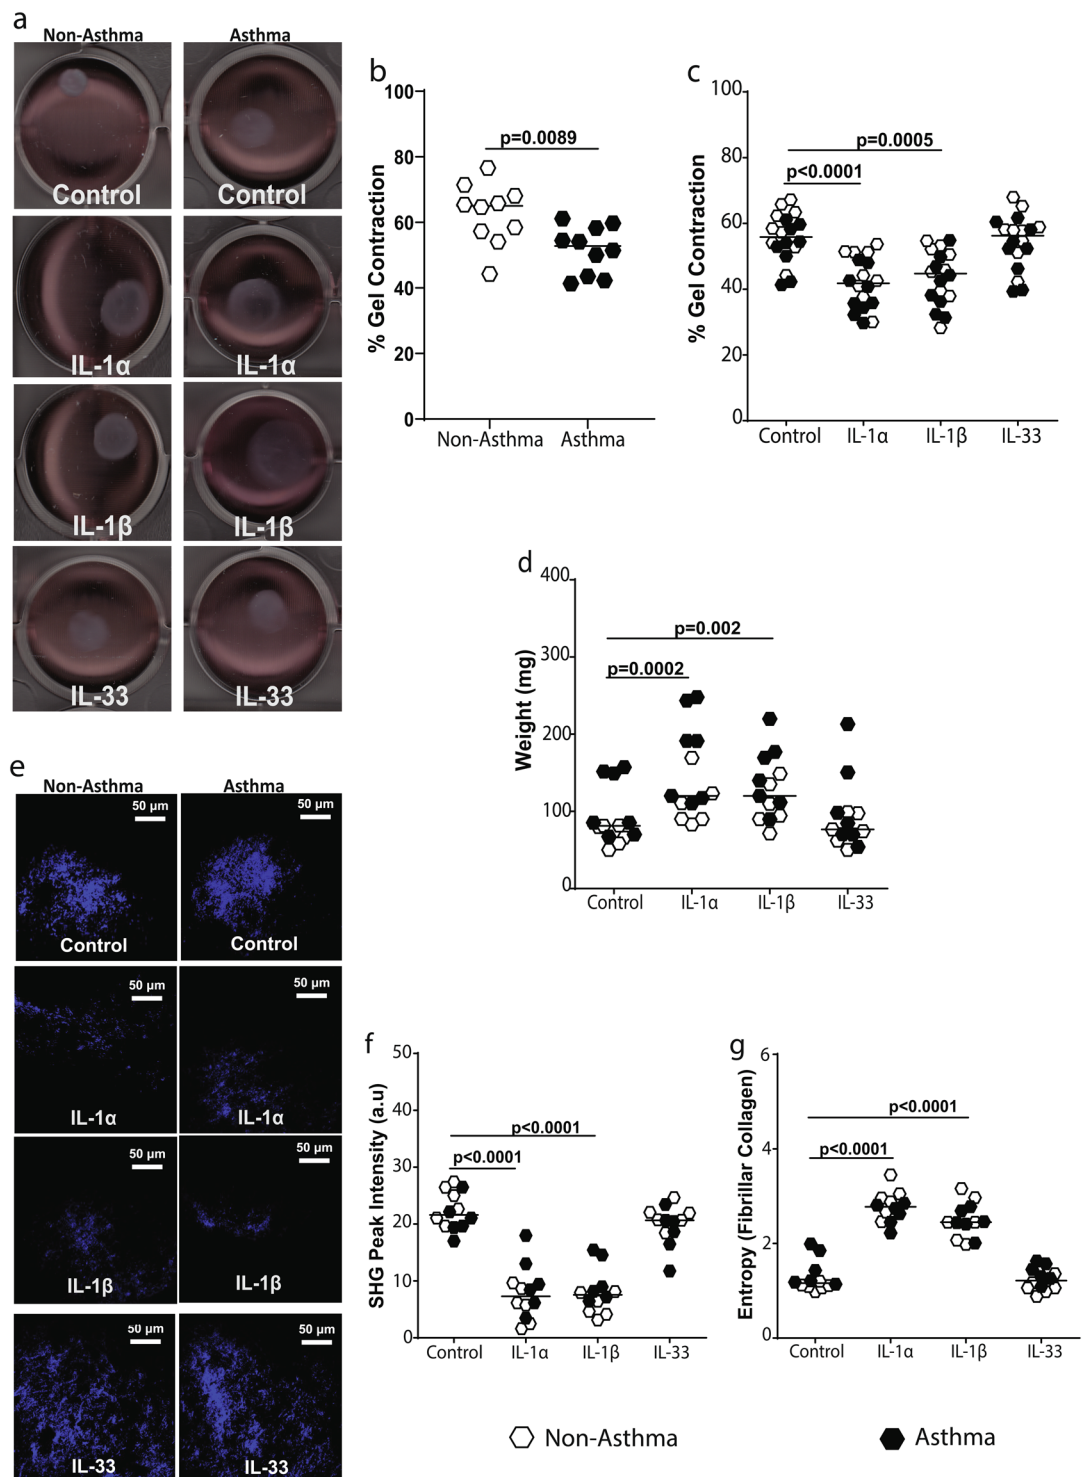 a
Non-Asthma Asthma
Control Control
IL-1α IL-1α
IL-1β IL-1β
IL-33 IL-33
b
% Gel Contraction
100
80
60
40
20
0
p=0.0089
Non-Asthma Asthma
c
% Gel Contraction
100
80
60
40
20
0
p=0.0005
p<0.0001
Control IL-1α IL-1β IL-33
d
Weight (mg)
400
300
200
100
0
p=0.002
p=0.0002
Control IL-1α IL-1β IL-33
e
Non-Asthma Asthma
50 µm 50 µm
Control Control
50 µm 50 µm
IL-1α IL-1α
50 µm 50 µm
IL-1β IL-1β
50 µm 50 µm
IL-33 IL-33
f
SHG Peak Intensity (a.u)
50
40
30
20
10
0
p<0.0001
p<0.0001
Control IL-1α IL-1β IL-33
g
Entropy (Fibrillar Collagen)
6
4
2
0
p<0.0001
p<0.0001
Control IL-1α IL-1β IL-33
Non-Asthma Asthma